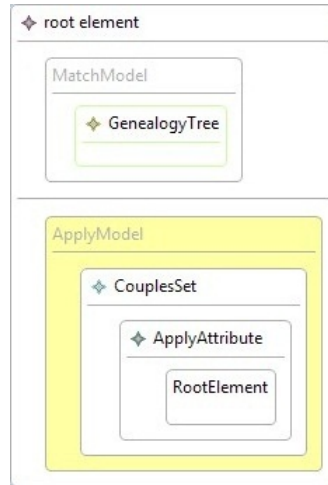 root element
MatchModel
GenealogyTree
ApplyModel
CouplesSet
ApplyAttribute
RootElement